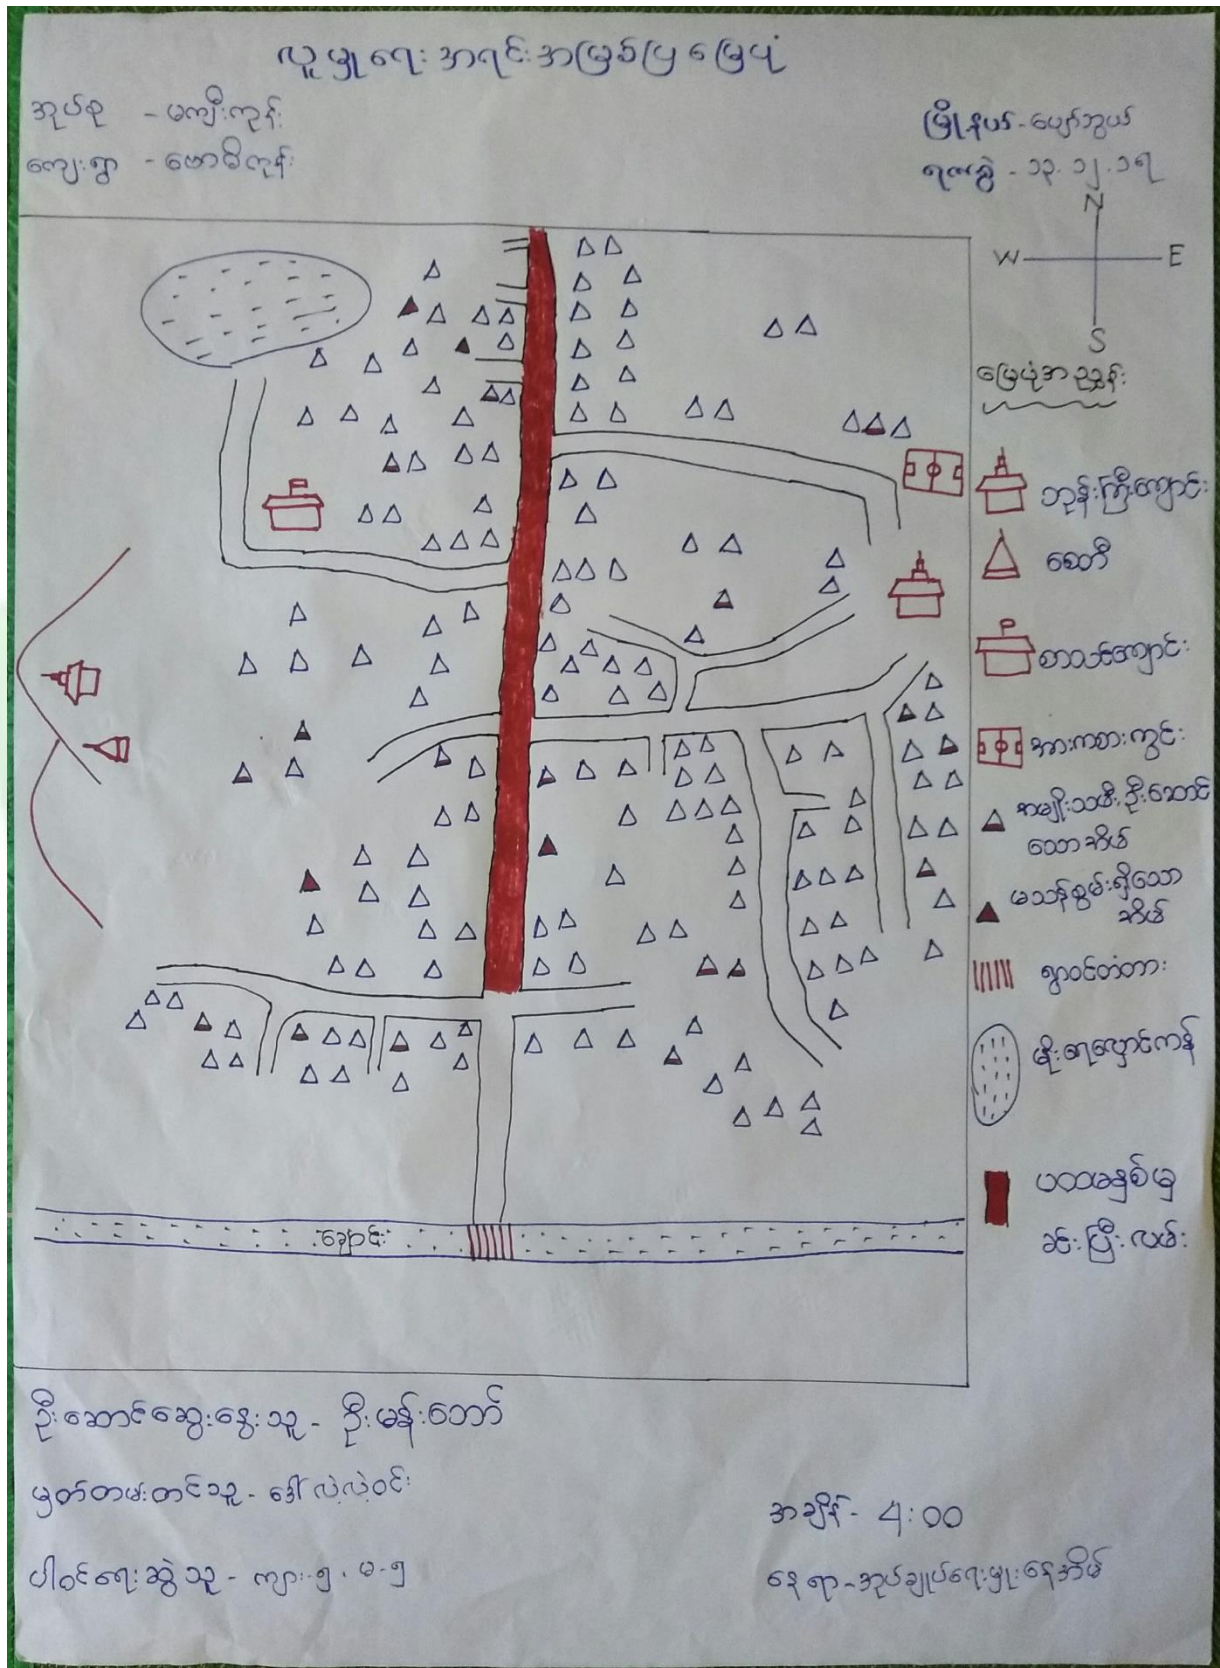 လူမှုရေး အရင်းအမြစ်ပြ မြေပုံ
အုပ်စု - မကျီးကုန်း
ကျေးရွာ - ဗောဓိကုန်း
မြို့နယ် - ပျော်ဘွယ်
ရက်စွဲ - ၁၃.၁၂.၁၇
N
W E
S
မြေပုံအညွှန်း
ဘုန်းကြီးကျောင်း
စေတီ
စာသင်ကျောင်း
အားကစားကွင်း
အမျိုးသမီးဦးဆောင်
သောအိမ်
မသန်စွမ်းရှိသော
အိမ်
ရွာဝင်တံတား
မိုးရေလှောင်ကန်
ပထမနှစ်မှ
ခင်းပြီးလမ်း
ချောင်း
ဦးဆောင်ဆွေးနွေးသူ - ဦးမန်းဘော်
မှတ်တမ်းတင်သူ - ဒေါ်လဲ့လဲ့ဝင်း
ပါဝင်ရေးဆွဲသူ - ကျား-၅၊ မ-၅
အချိန် - 4:00
နေရာ - အုပ်ချုပ်ရေးမှူးနေအိမ်